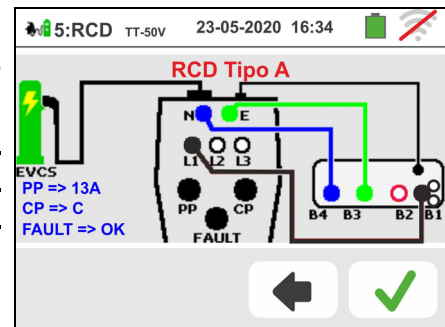 5:RCD TT-50V 23-05-2020 16:34
RCD Tipo A
N E
L1 L2 L3
EVCS
PP => 13A
CP => C
FAULT => OK
PP CP
FAULT
B4 B3 B2 B1